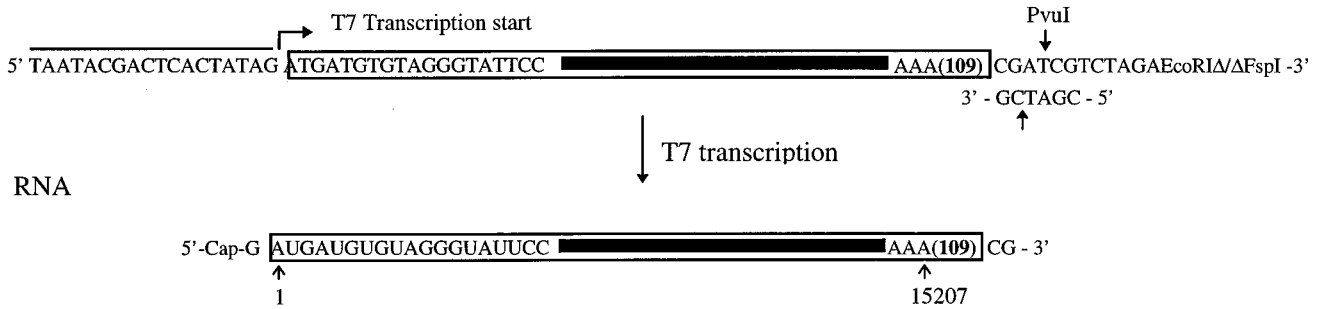 PvuI
T7 Transcription start
5' TAATACGACTCACTATAG ATGATGTGTAGGGTATTCC AAA(109) CGATCGTCTAGAEcoRIΔ/ΔFspI -3'
3' - GCTAGC - 5'
T7 transcription
RNA
5'-Cap-G AUGAUGUGUAGGGUAUUCC AAA(109) CG - 3'
1 15207